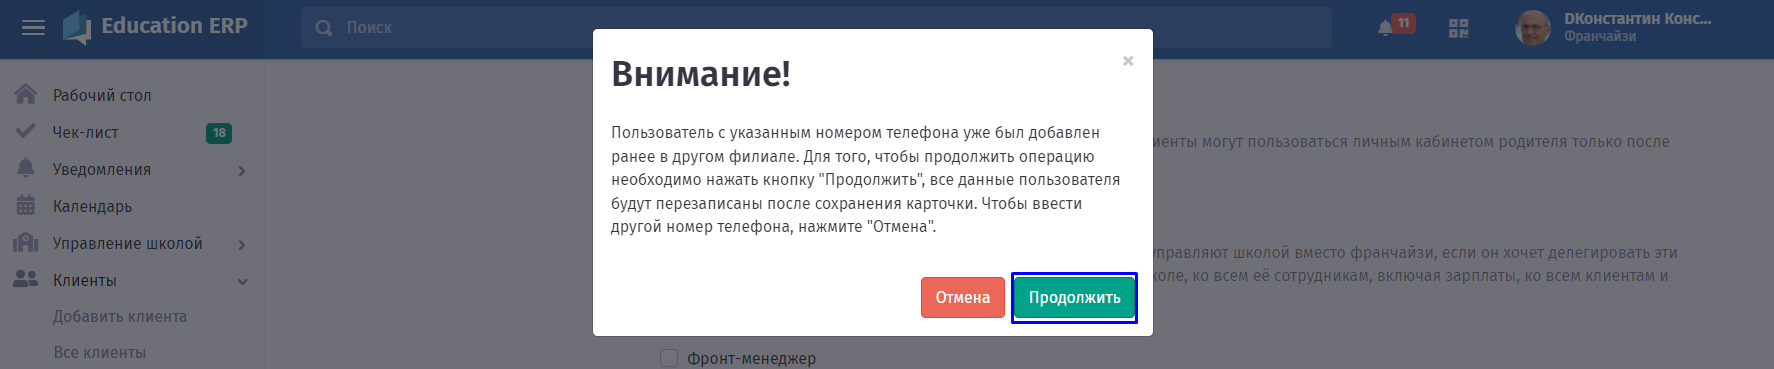 Education ERP
Поиск
11
DКонстантин Конс...
Франчайзи
Рабочий стол
Чек-лист
18
Уведомления
Календарь
Управление школой
Клиенты
Добавить клиента
Все клиенты
Внимание!
×
Пользователь с указанным номером телефона уже был добавлен
ранее в другом филиале. Для того, чтобы продолжить операцию
необходимо нажать кнопку "Продолжить", все данные пользователя
будут перезаписаны после сохранения карточки. Чтобы ввести
другой номер телефона, нажмите "Отмена".
Отмена
Продолжить
могут пользоваться личным кабинетом родителя только после
управляют школой вместо франчайзи, если он хочет делегировать эти
ко всем её сотрудникам, включая зарплаты, ко всем клиентам и
Фронт-менеджер